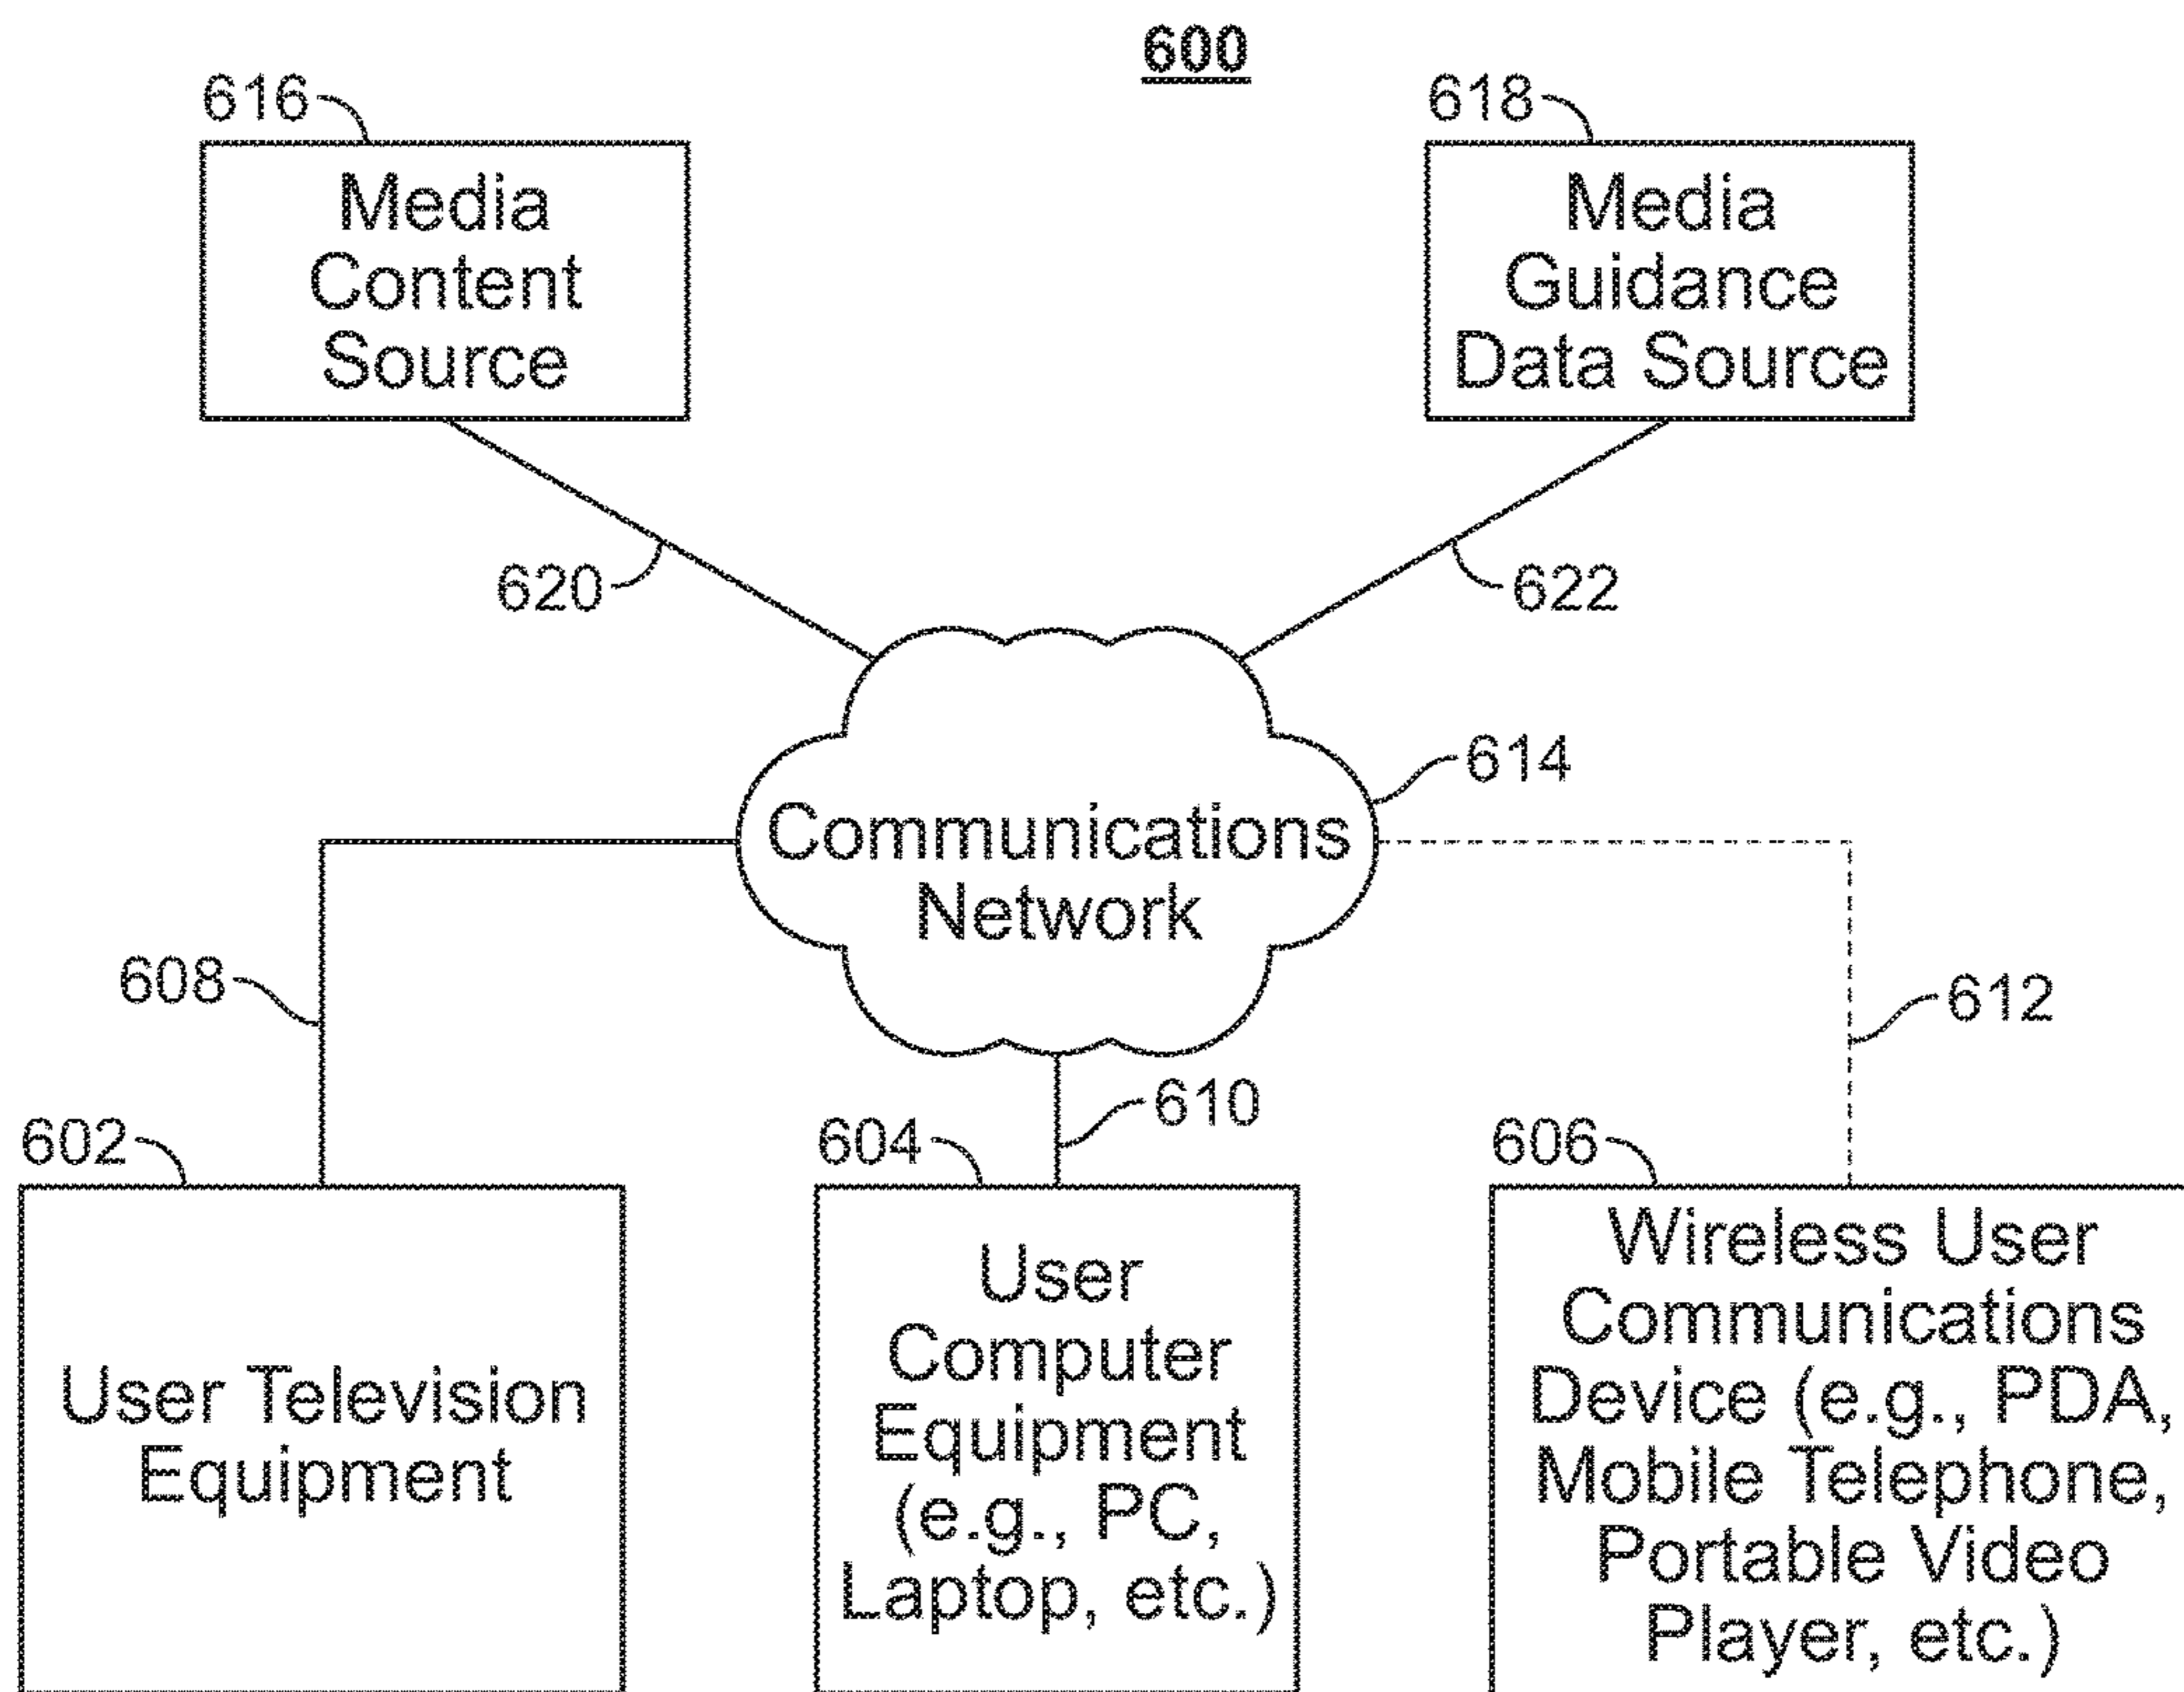 600
616
618
Media
Content
Source
Media
Guidance
Data Source
620
622
614
Communications
Network
608
612
610
602
604
606
User Television
Equipment
User
Computer
Equipment
(e.g., PC,
Laptop, etc.)
Wireless User
Communications
Device (e.g., PDA,
Mobile Telephone,
Portable Video
Player, etc.)